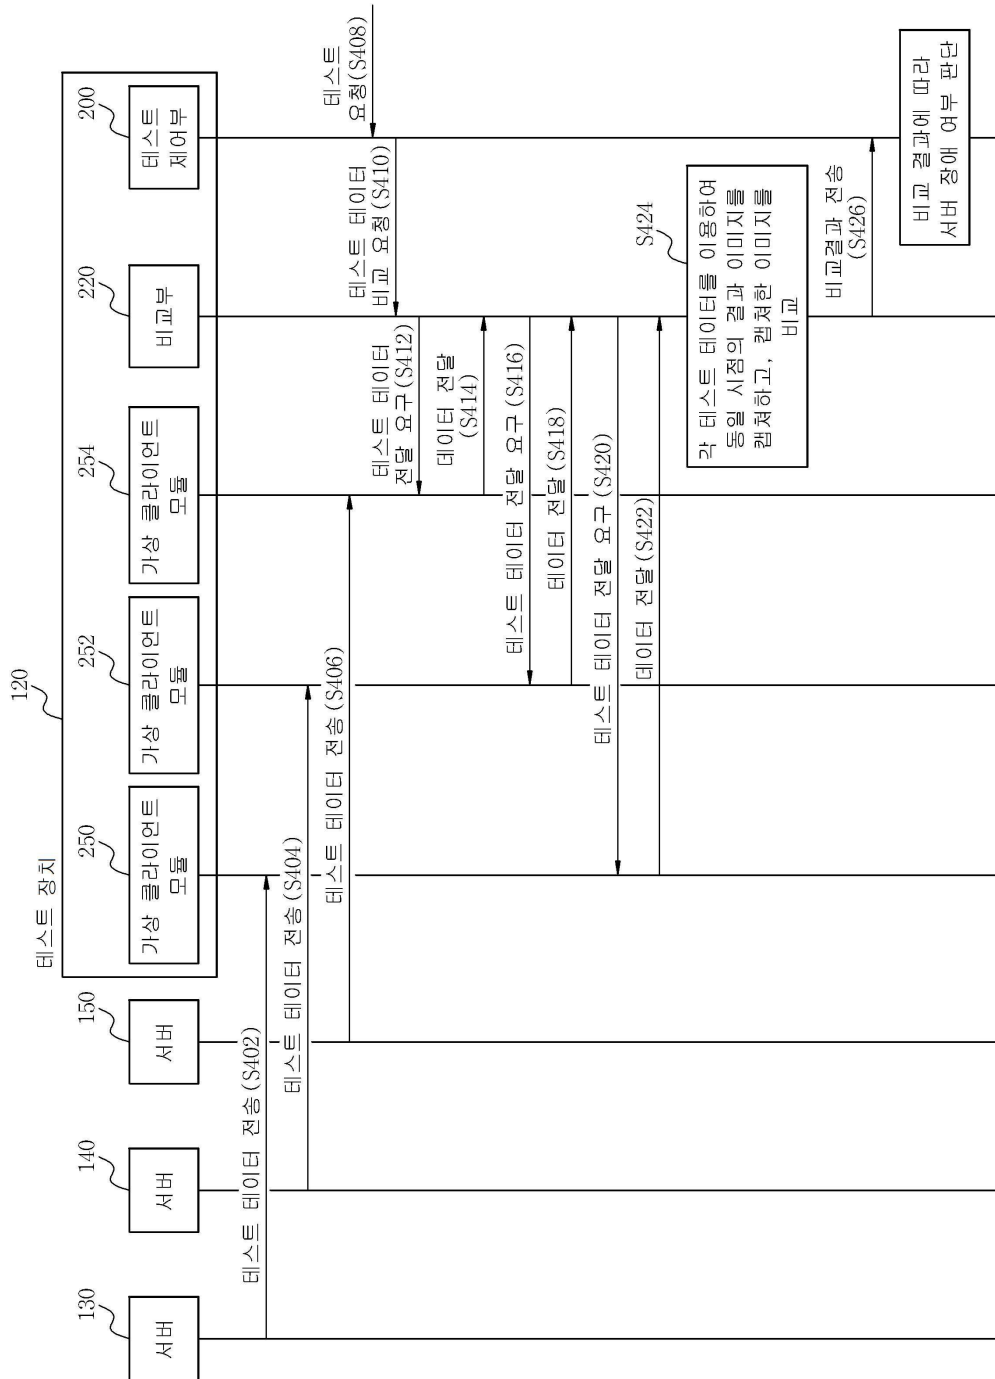 테스트 장치
120
130
서버
140
서버
150
서버
250
가상 클라이언트
모듈
252
가상 클라이언트
모듈
254
가상 클라이언트
모듈
220
비교부
200
테스트
제어부
테스트 데이터 전송(S402)
테스트 데이터 전송(S404)
테스트 데이터 전송(S406)
테스트
요청(S408)
테스트 데이터
비교 요청(S410)
테스트 데이터
전달 요구(S412)
데이터 전달
(S414)
테스트 데이터 전달 요구(S416)
데이터 전달(S418)
테스트 데이터 전달 요구(S420)
데이터 전달(S422)
S424
각 테스트 데이터를 이용하여
동일 시점의 결과 이미지를
캡쳐하고, 캡쳐한 이미지를
비교
비교결과 전송
(S426)
비교 결과에 따라
서버 장애 여부 판단